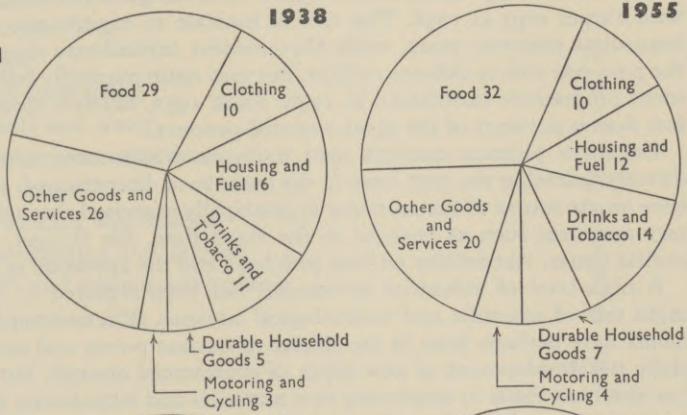 1938
Food 29
Clothing
10
Housing and
Fuel 16
Drinks and
Tobacco 11
Other Goods and
Services 26
Durable Household
Goods 5
Motoring and
Cycling 3
1955
Food 32
Clothing
10
Housing and
Fuel 12
Drinks and
Tobacco 14
Other Goods
and
Services 20
Durable Household
Goods 7
Motoring and
Cycling 4